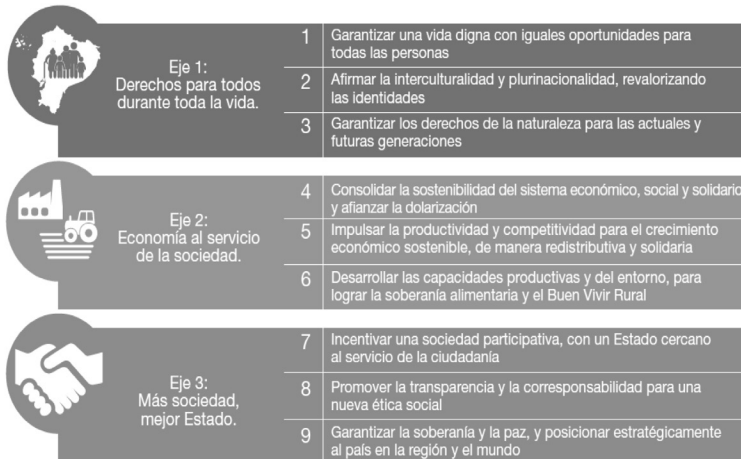 Eje 1:
Derechos para todos
durante toda la vida.
1 Garantizar una vida digna con iguales oportunidades para
todas las personas
2 Afirmar la interculturalidad y plurinacionalidad, revalorizando
las identidades
3 Garantizar los derechos de la naturaleza para las actuales y
futuras generaciones
Eje 2:
Economía al servicio
de la sociedad.
4 Consolidar la sostenibilidad del sistema económico, social y solidario
y afianzar la dolarización
5 Impulsar la productividad y competitividad para el crecimiento
económico sostenible, de manera redistributiva y solidaria
6 Desarrollar las capacidades productivas y del entorno, para
lograr la soberanía alimentaria y el Buen Vivir Rural
Eje 3:
Más sociedad,
mejor Estado.
7 Incentivar una sociedad participativa, con un Estado cercano
al servicio de la ciudadanía
8 Promover la transparencia y la corresponsabilidad para una
nueva ética social
9 Garantizar la soberanía y la paz, y posicionar estratégicamente
al país en la región y el mundo